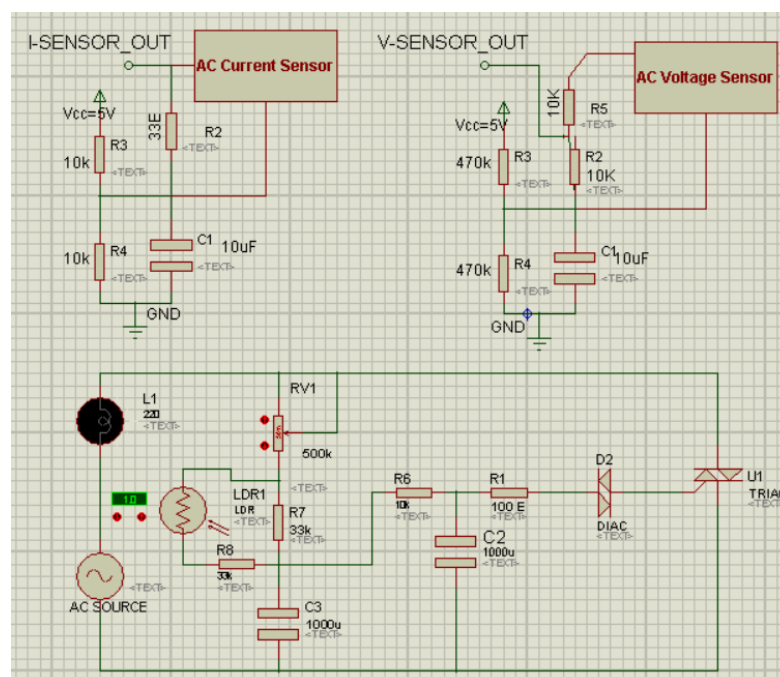 I-SENSOR_OUT
AC Current Sensor
Vcc=5V
R3
10k
<TEXT>
33E
R2
<TEXT>
R4
10k
<TEXT>
C1
10uF
<TEXT>
GND
V-SENSOR_OUT
AC Voltage Sensor
Vcc=5V
10K
R5
<TEXT>
R3
470k
<TEXT>
R2
10K
<TEXT>
R4
470k
<TEXT>
C1
10uF
<TEXT>
GND
L1
220
<TEXT>
RV1
500k
<TEXT>
1.0
LDR1
LDR
<TEXT>
R7
33k
<TEXT>
R8
33k
<TEXT>
AC SOURCE
<TEXT>
C3
1000u
<TEXT>
R6
10k
<TEXT>
R1
100 E
<TEXT>
C2
1000u
<TEXT>
D2
DIAC
<TEXT>
U1
TRIA
<TEXT